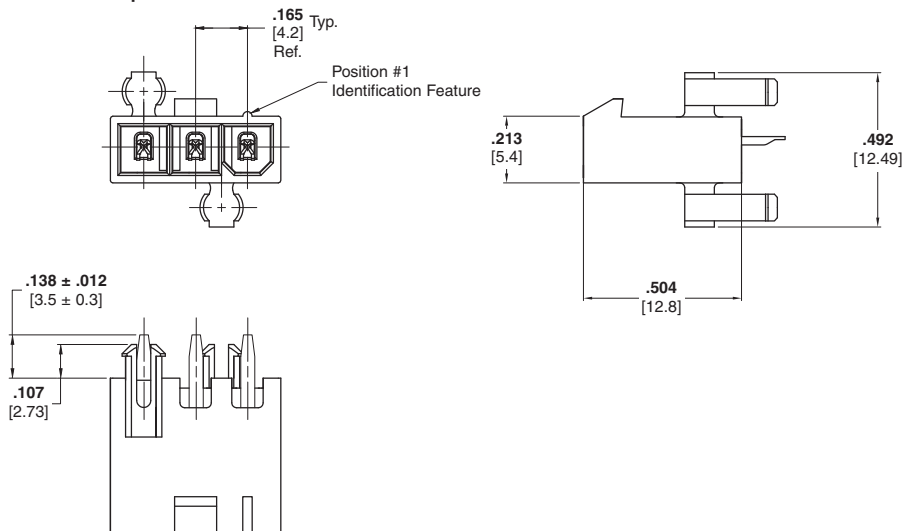 .165 Typ.
[4.2]
Ref.
Position #1
Identification Feature
.213
[5.4]
.492
[12.49]
.504
[12.8]
.138 ± .012
[3.5 ± 0.3]
.107
[2.73]